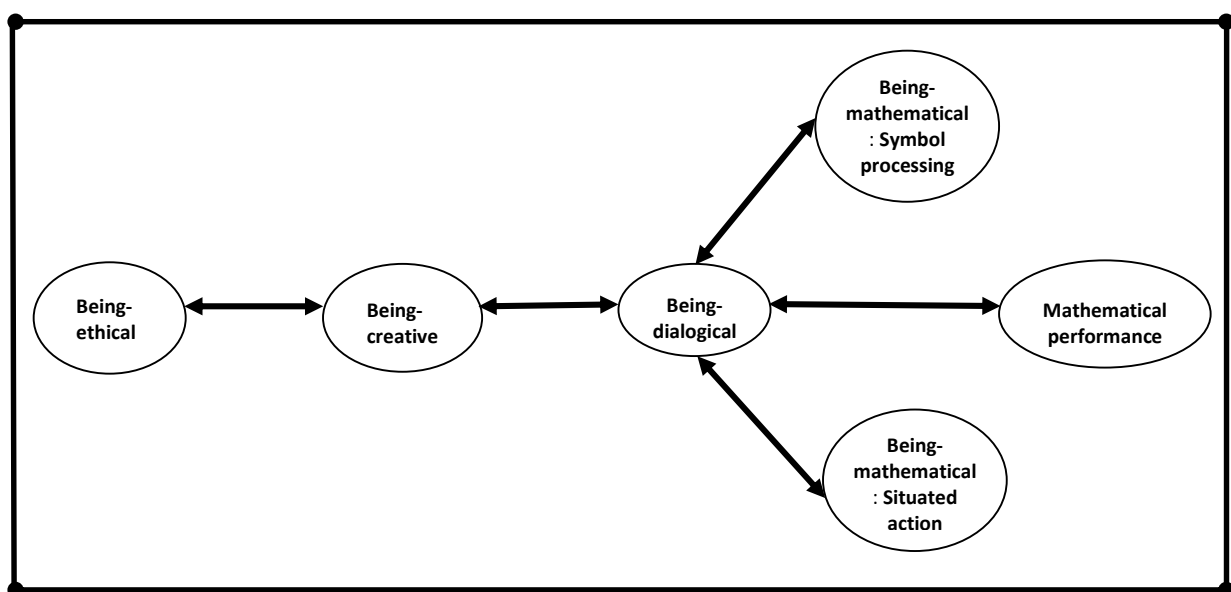 Being-
ethical
Being-
creative
Being-
dialogical
Being-
mathematical
: Symbol
processing
Mathematical
performance
Being-
mathematical
: Situated
action